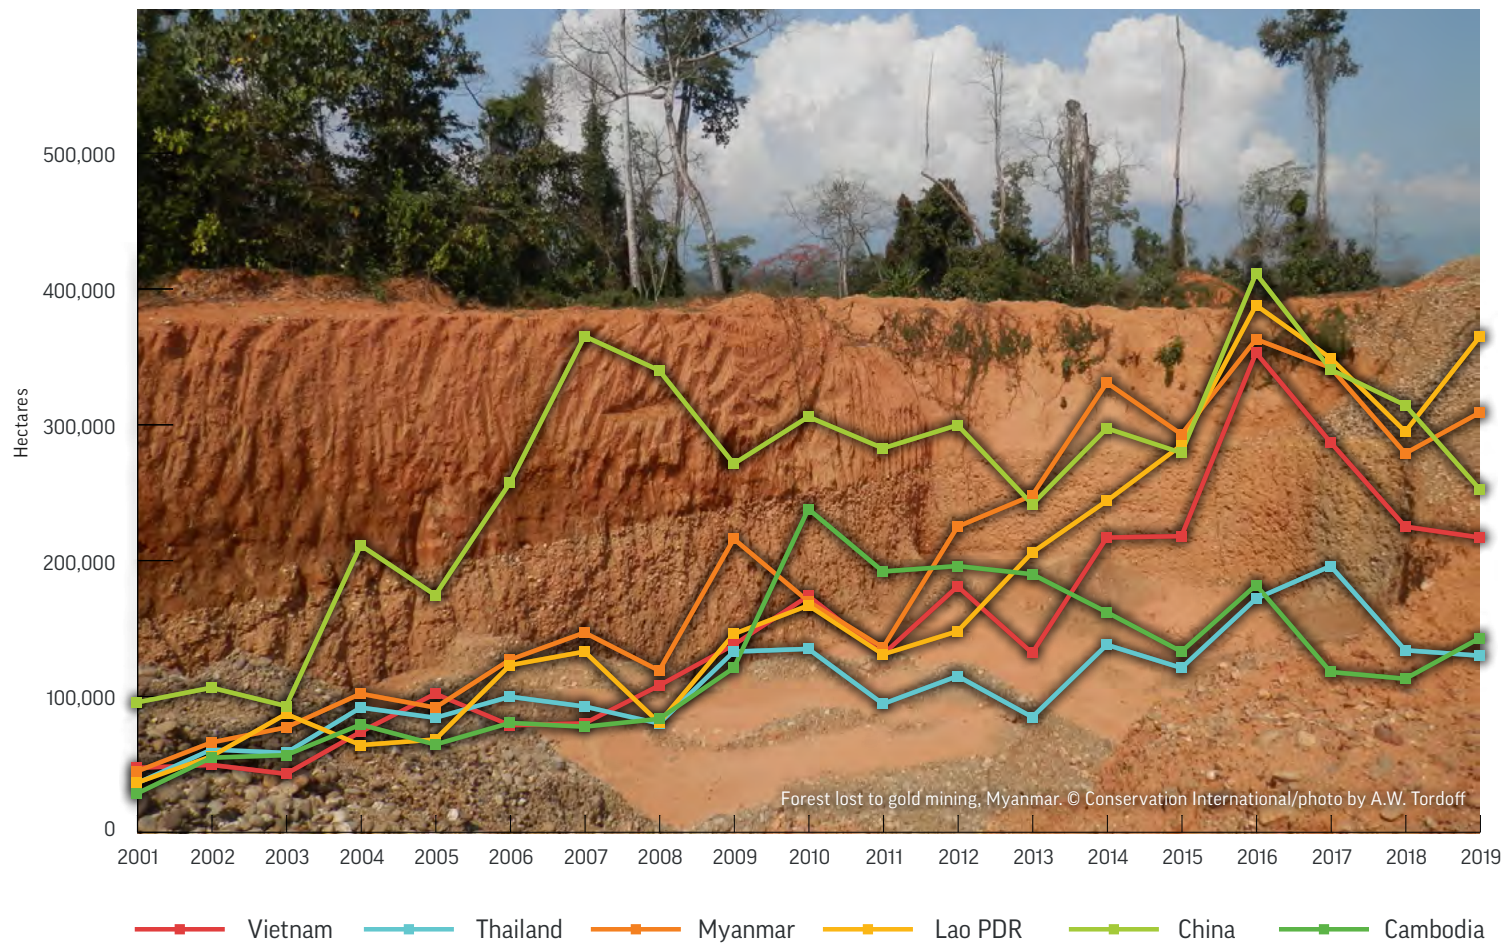 500,000
400,000
300,000
200,000
100,000
0
Hectares
Forest lost to gold mining, Myanmar. © Conservation International/photo by A.W. Tordoff
2001 2002 2003 2004 2005 2006 2007 2008 2009 2010 2011 2012 2013 2014 2015 2016 2017 2018 2019
Vietnam Thailand Myanmar Lao PDR China Cambodia